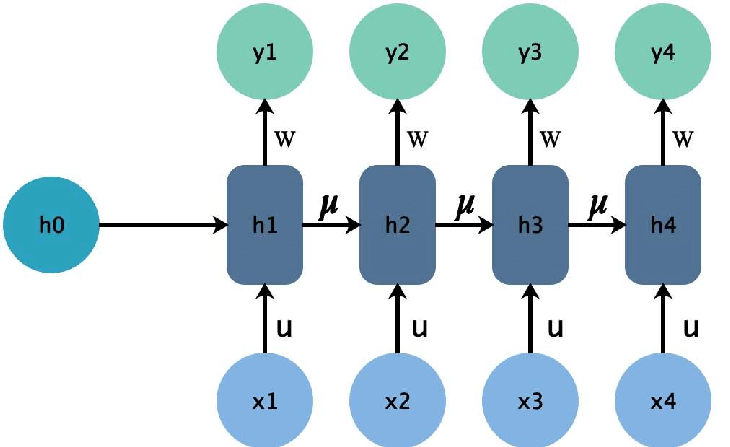 y1 y2 y3 y4
w w w w
μ μ μ
h0 h1 h2 h3 h4
u u u u
x1 x2 x3 x4